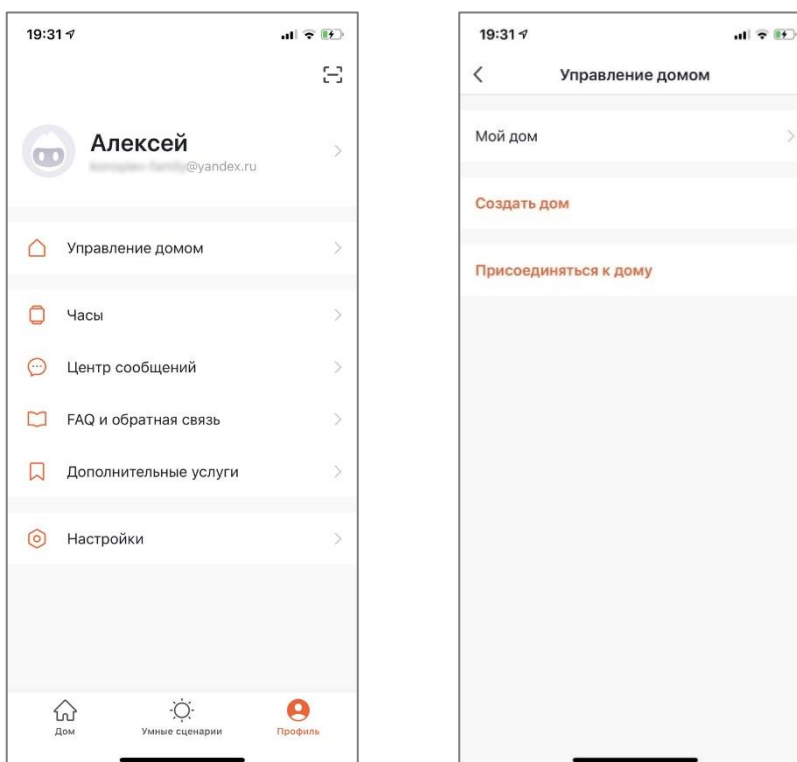 19:31
Алексей
@yandex.ru
Управление домом
Часы
Центр сообщений
FAQ и обратная связь
Дополнительные услуги
Настройки
Дом
Умные сценарии
Профиль
19:31
Управление домом
Мой дом
Создать дом
Присоединяться к дому